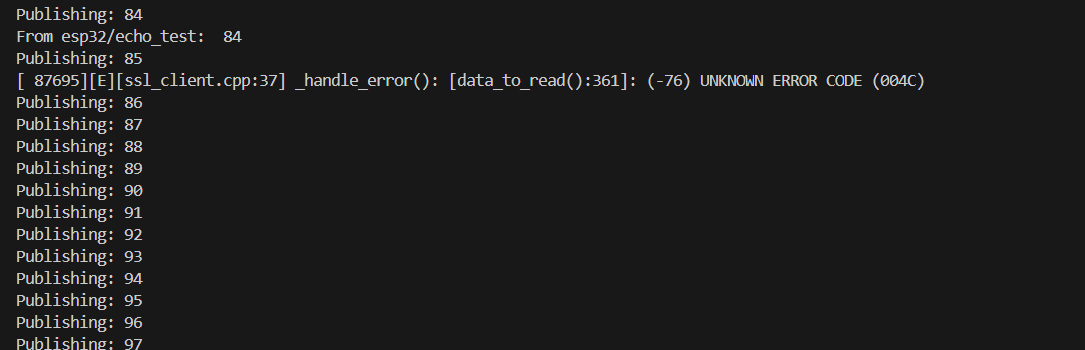 Publishing: 84
From esp32/echo_test:  84
Publishing: 85
[ 87695][E][ssl_client.cpp:37] _handle_error(): [data_to_read():361]: (-76) UNKNOWN ERROR CODE (004C)
Publishing: 86
Publishing: 87
Publishing: 88
Publishing: 89
Publishing: 90
Publishing: 91
Publishing: 92
Publishing: 93
Publishing: 94
Publishing: 95
Publishing: 96
Publishing: 97